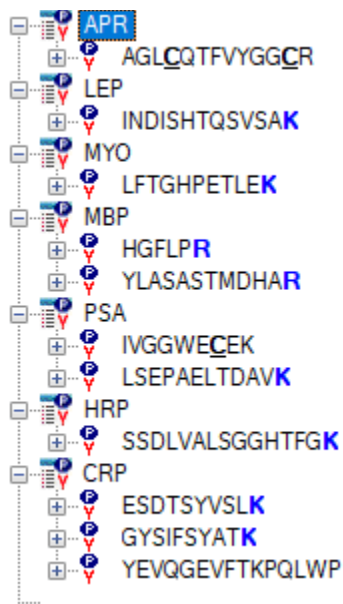 APR
AGLCQTFVYGGCR
LEP
INDISHTQSVSAK
MYO
LFTGHPETLEK
MBP
HGFLPR
YLASASTMDHAR
PSA
IVGGWECEK
LSEPAELTDAVK
HRP
SSDLVALSGGHTFGK
CRP
ESDTSYVSLK
GYSIFSYATK
YEVQGEVFTKPQLWP